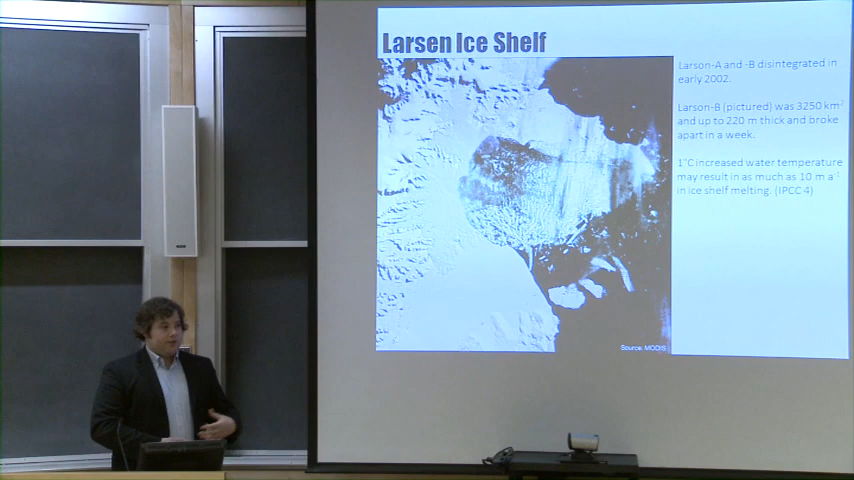 Larsen Ice Shelf
Larson-A and -B disintegrated in
early 2002.
Larson-B (pictured) was 3250 km²
and up to 220 m thick and broke
apart in a week.
1˚C increased water temperature
may result in as much as 10 m a⁻¹
in ice shelf melting. (IPCC 4)
Source: MODIS